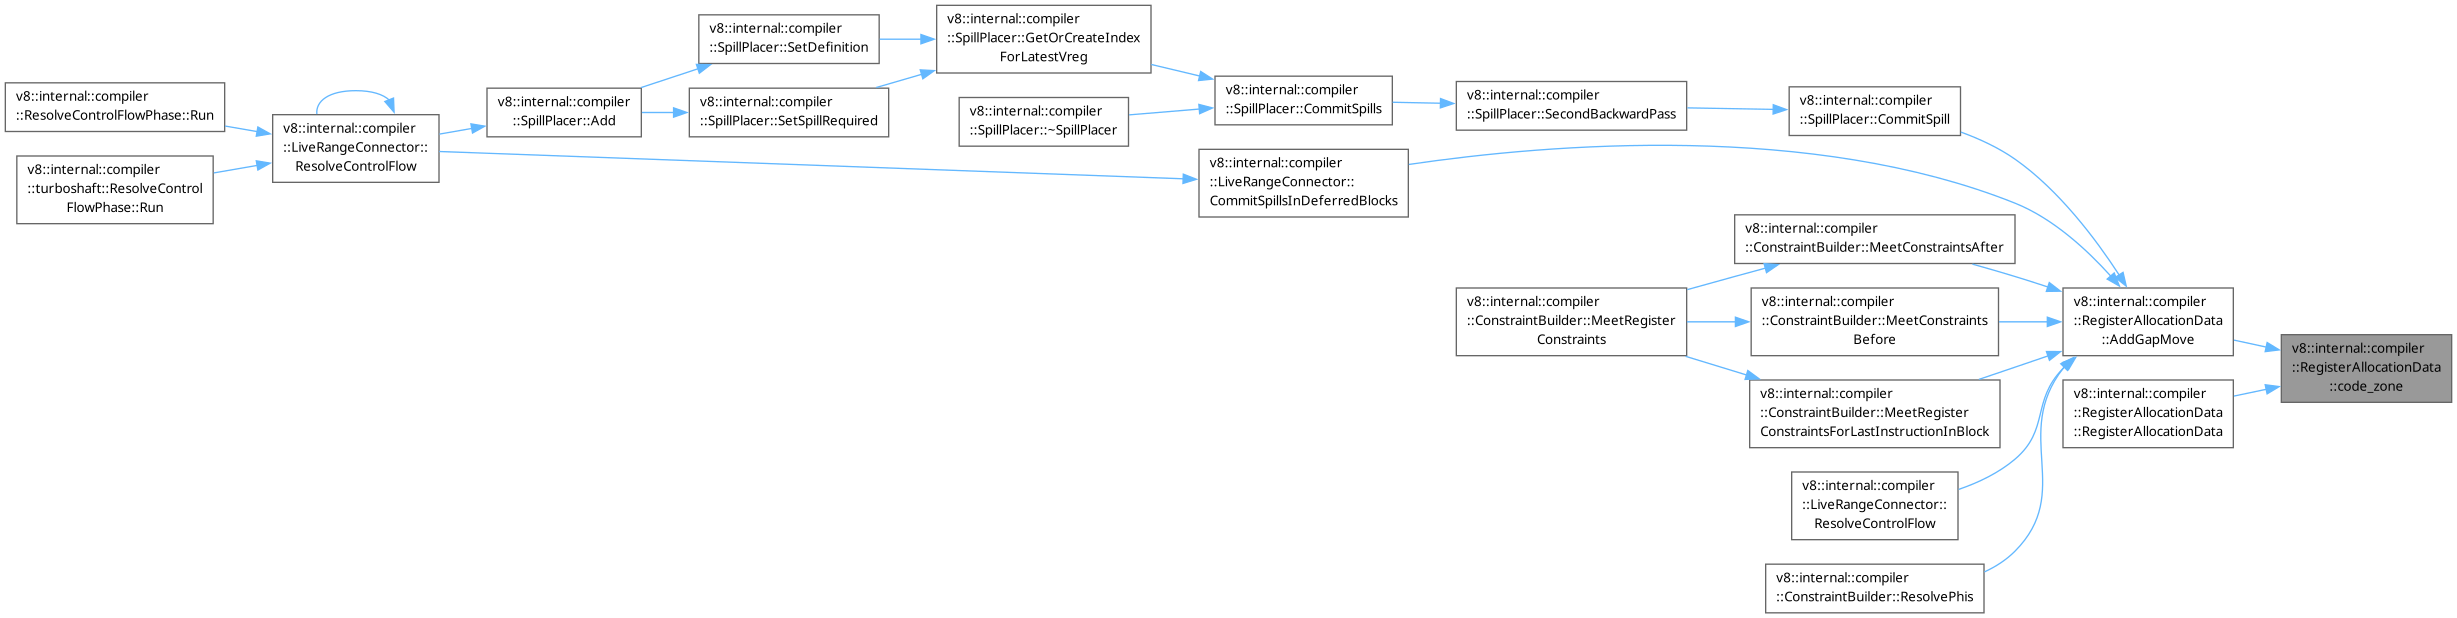 v8::internal::compiler
::ResolveControlFlowPhase::Run
v8::internal::compiler
::turboshaft::ResolveControl
FlowPhase::Run
v8::internal::compiler
::LiveRangeConnector::
ResolveControlFlow
v8::internal::compiler
::SpillPlacer::Add
v8::internal::compiler
::SpillPlacer::SetDefinition
v8::internal::compiler
::SpillPlacer::SetSpillRequired
v8::internal::compiler
::SpillPlacer::GetOrCreateIndex
ForLatestVreg
v8::internal::compiler
::SpillPlacer::~SpillPlacer
v8::internal::compiler
::SpillPlacer::CommitSpills
v8::internal::compiler
::LiveRangeConnector::
CommitSpillsInDeferredBlocks
v8::internal::compiler
::SpillPlacer::SecondBackwardPass
v8::internal::compiler
::SpillPlacer::CommitSpill
v8::internal::compiler
::ConstraintBuilder::MeetConstraintsAfter
v8::internal::compiler
::ConstraintBuilder::MeetRegister
Constraints
v8::internal::compiler
::ConstraintBuilder::MeetConstraints
Before
v8::internal::compiler
::ConstraintBuilder::MeetRegister
ConstraintsForLastInstructionInBlock
v8::internal::compiler
::LiveRangeConnector::
ResolveControlFlow
v8::internal::compiler
::ConstraintBuilder::ResolvePhis
v8::internal::compiler
::RegisterAllocationData
::AddGapMove
v8::internal::compiler
::RegisterAllocationData
::RegisterAllocationData
v8::internal::compiler
::RegisterAllocationData
::code_zone